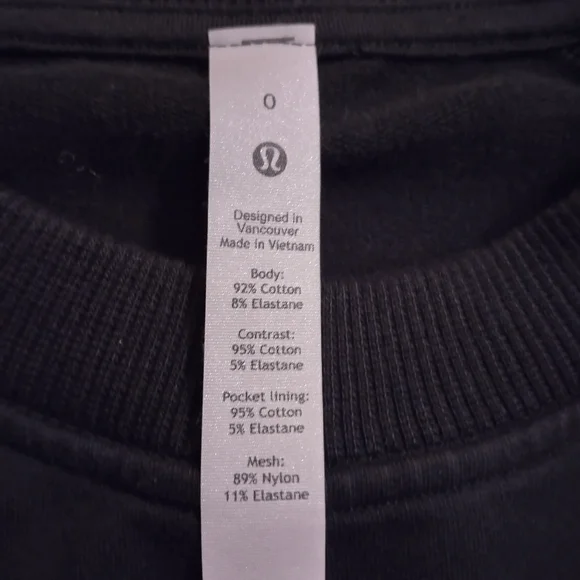 0
Designed in
Vancouver
Made in Vietnam
Body:
92% Cotton
8% Elastane
Contrast:
95% Cotton
5% Elastane
Pocket lining:
95% Cotton
5% Elastane
Mesh:
89% Nylon
11% Elastane